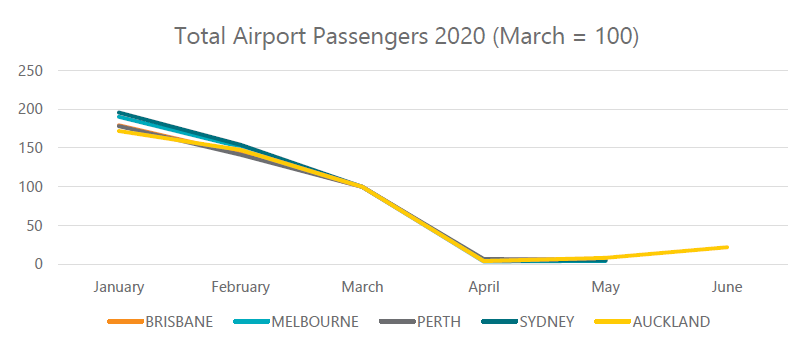 Total Airport Passengers 2020 (March = 100)
250
200
150
100
50
0
January February March April May June
BRISBANE MELBOURNE PERTH SYDNEY AUCKLAND